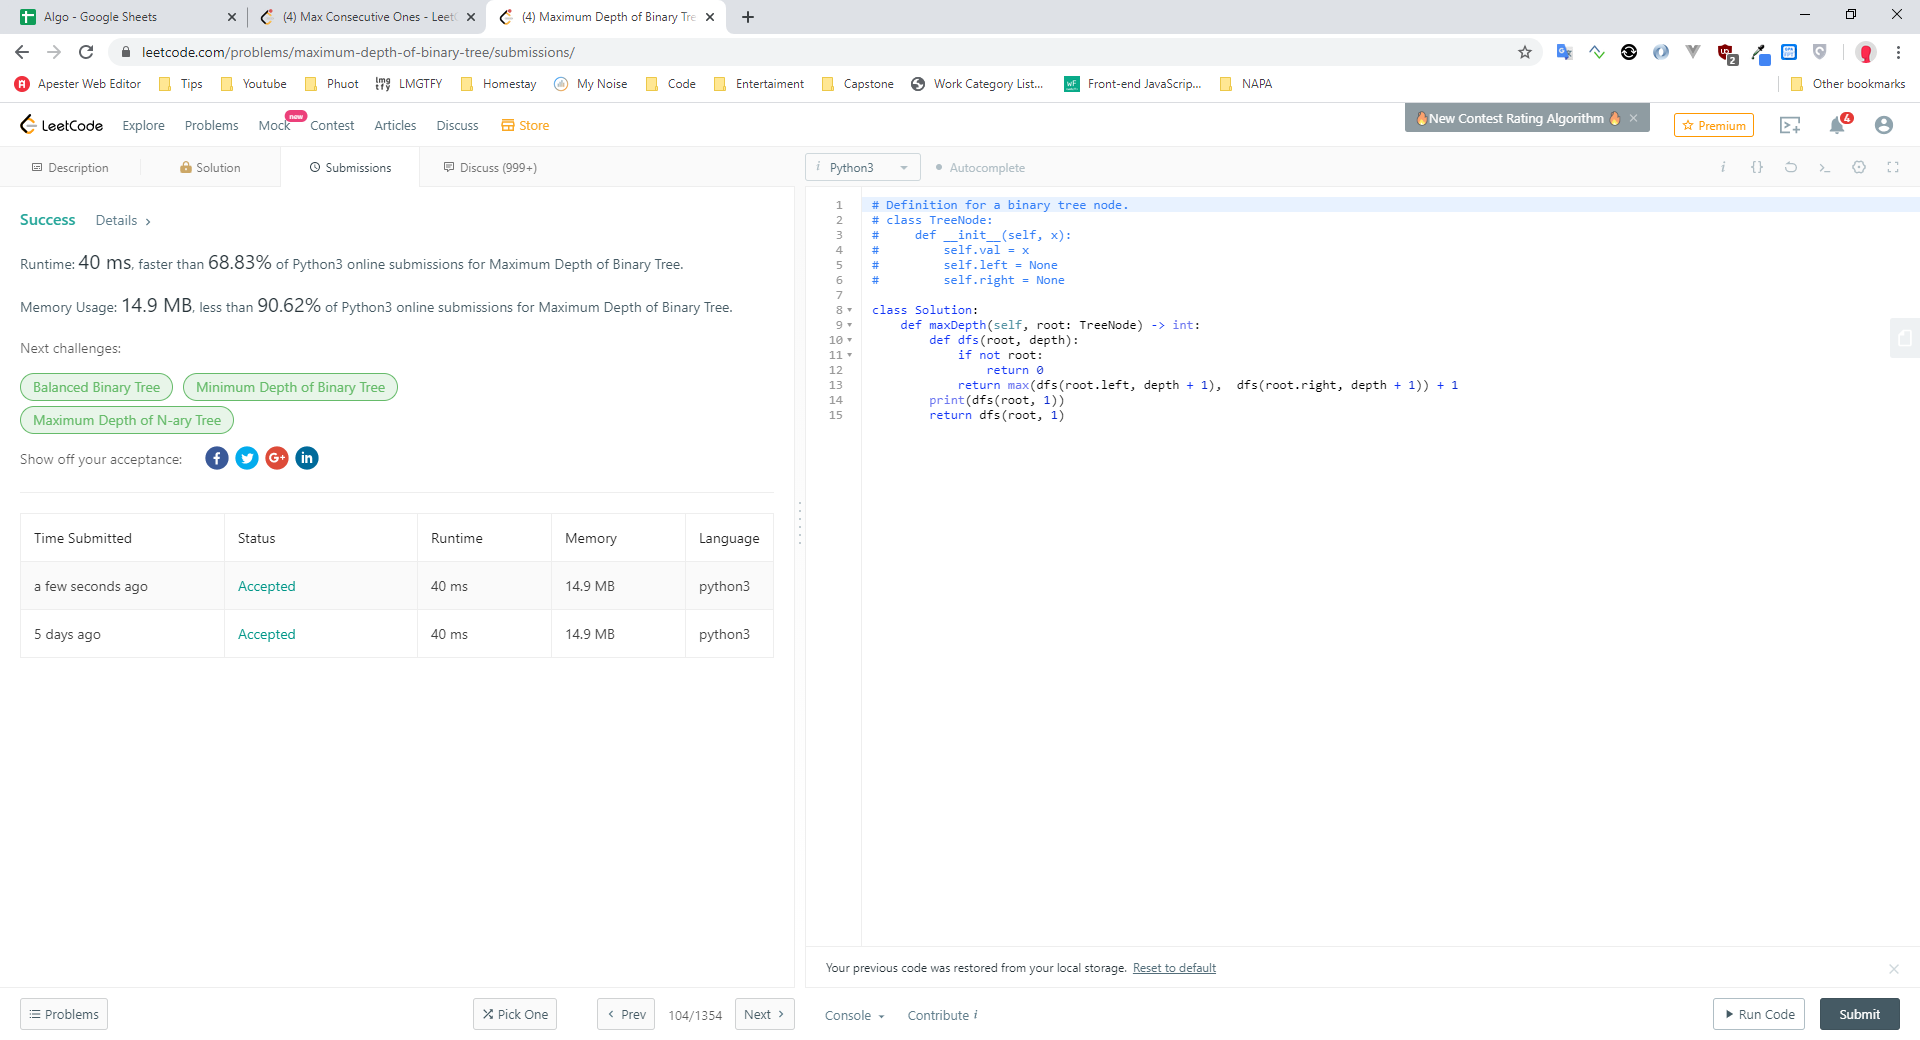 Algo - Google Sheets
(4) Max Consecutive Ones - Leet
(4) Maximum Depth of Binary Tre
leetcode.com/problems/maximum-depth-of-binary-tree/submissions/
2
Apester Web Editor Tips Youtube Phuot LMGTFY Homestay My Noise Code Entertaiment Capstone Work Category List... Front-end JavaScrip... NAPA Other bookmarks
LeetCode Explore Problems Mock new Contest Articles Discuss Store
🔥New Contest Rating Algorithm 🔥 ×
Premium
4
Description Solution Submissions Discuss (999+)
i Python3 Autocomplete
Success Details >
Runtime: 40 ms, faster than 68.83% of Python3 online submissions for Maximum Depth of Binary Tree.
Memory Usage: 14.9 MB, less than 90.62% of Python3 online submissions for Maximum Depth of Binary Tree.
Next challenges:
Balanced Binary Tree Minimum Depth of Binary Tree
Maximum Depth of N-ary Tree
Show off your acceptance:
Time Submitted Status Runtime Memory Language
a few seconds ago Accepted 40 ms 14.9 MB python3
5 days ago Accepted 40 ms 14.9 MB python3
1 # Definition for a binary tree node.
2 # class TreeNode:
3 #     def __init__(self, x):
4 #         self.val = x
5 #         self.left = None
6 #         self.right = None
7
8 class Solution:
9     def maxDepth(self, root: TreeNode) -> int:
10         def dfs(root, depth):
11             if not root:
12                 return 0
13             return max(dfs(root.left, depth + 1),  dfs(root.right, depth + 1)) + 1
14         print(dfs(root, 1))
15         return dfs(root, 1)
Your previous code was restored from your local storage. Reset to default
Problems Pick One < Prev 104/1354 Next >
Console Contribute i
Run Code Submit